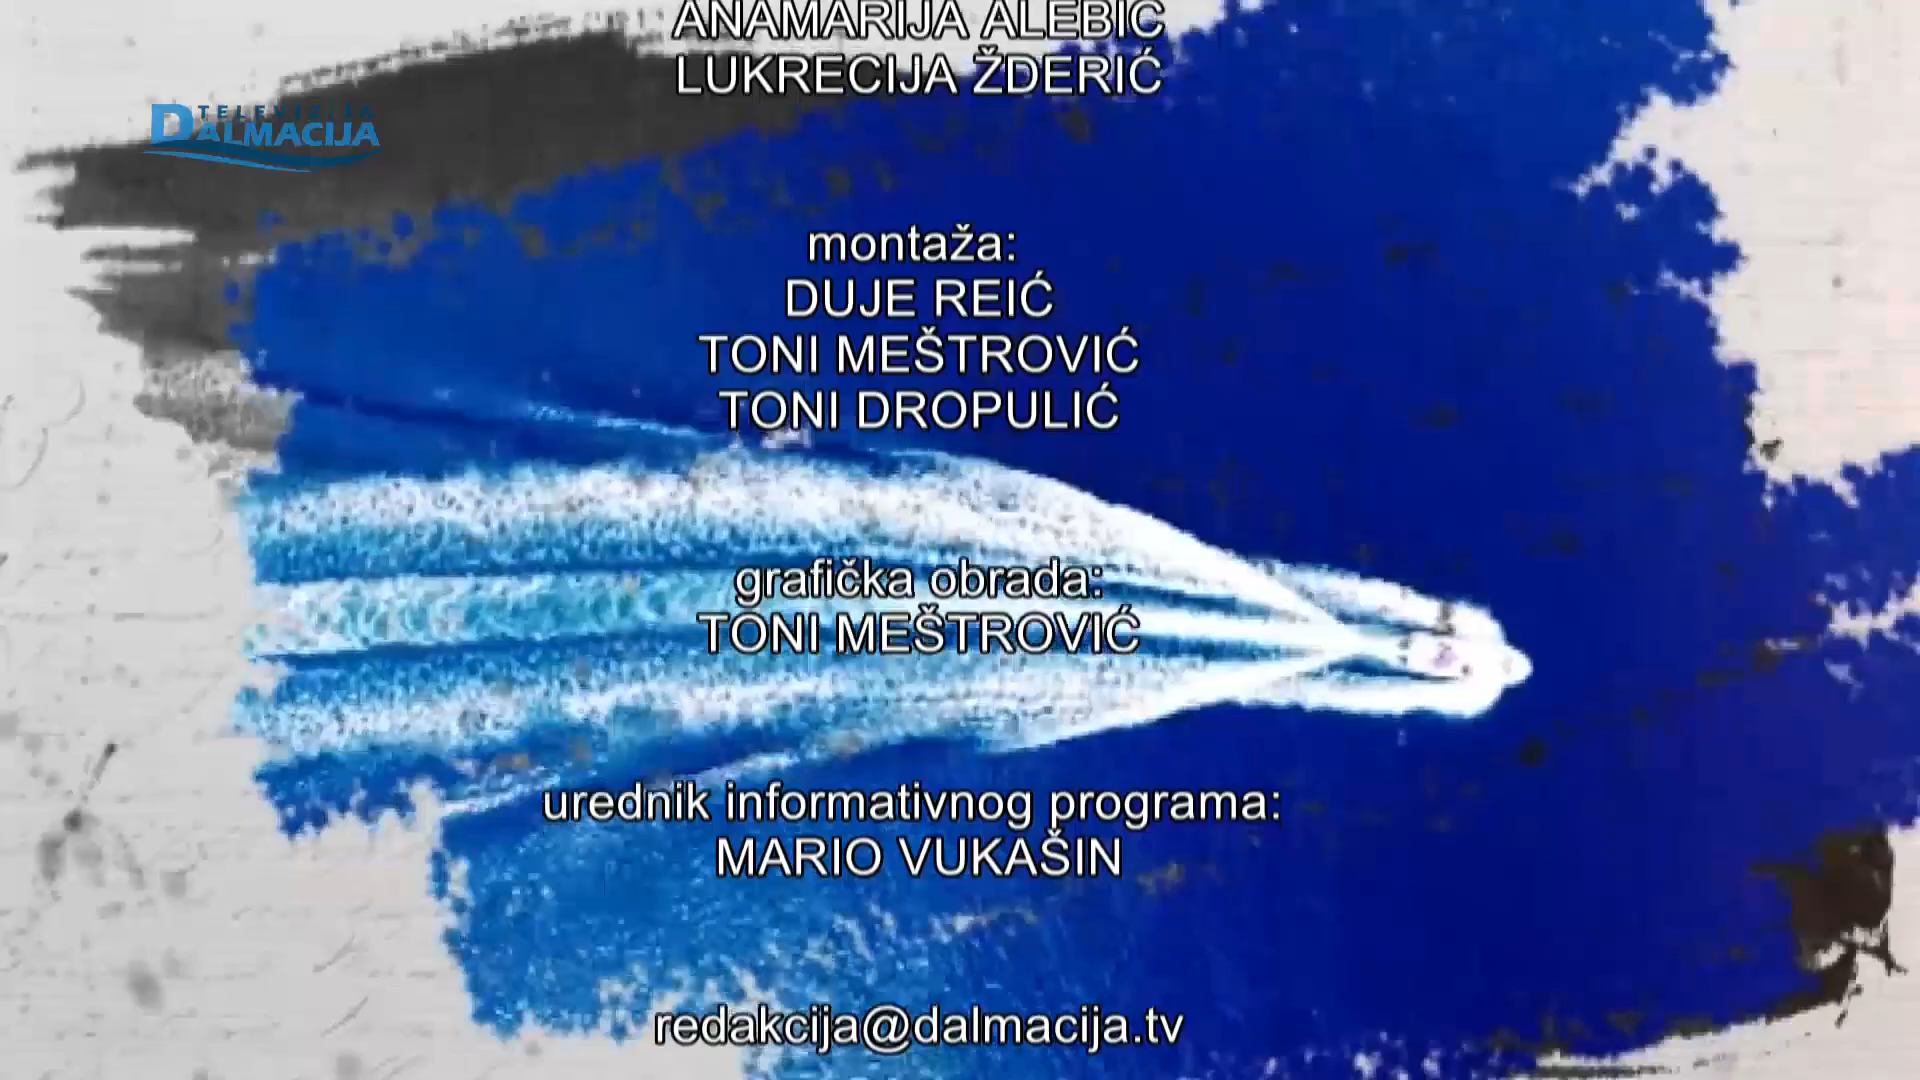 ANAMARIJA ALEBIĆ
LUKRECIJA ŽDERIĆ
TELEVIZIJA
DALMACIJA
montaža:
DUJE REIĆ
TONI MEŠTROVIĆ
TONI DROPULIĆ
grafička obrada:
TONI MEŠTROVIĆ
urednik informativnog programa:
MARIO VUKAŠIN
redakcija@dalmacija.tv